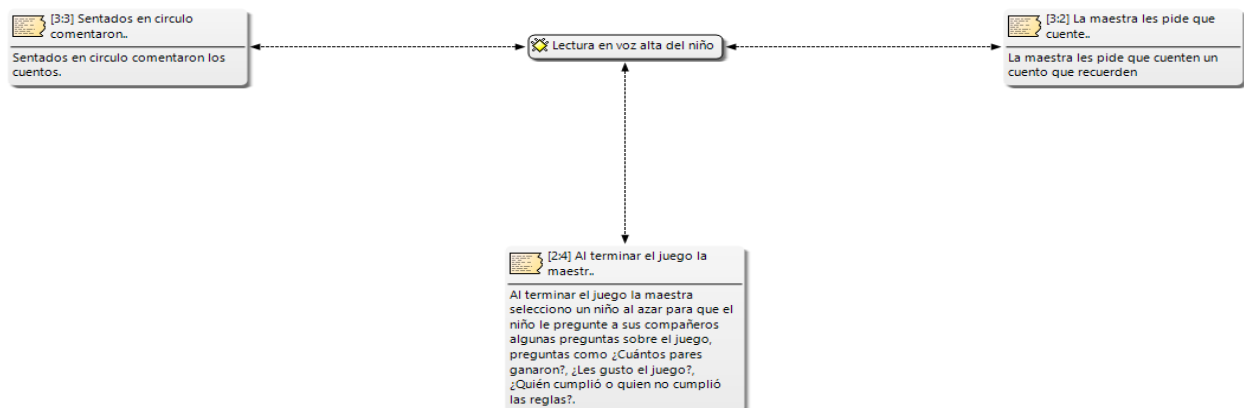 [3:3] Sentados en circulo
comentaron..
Sentados en circulo comentaron los
cuentos.
Lectura en voz alta del niño
[3:2] La maestra les pide que
cuente..
La maestra les pide que cuenten un
cuento que recuerden
[2:4] Al terminar el juego la
maestr..
Al terminar el juego la maestra
selecciono un niño al azar para que el
niño le pregunte a sus compañeros
algunas preguntas sobre el juego,
preguntas como ¿Cuántos pares
ganaron?, ¿Les gusto el juego?,
¿Quién cumplió o quien no cumplió
las reglas?.